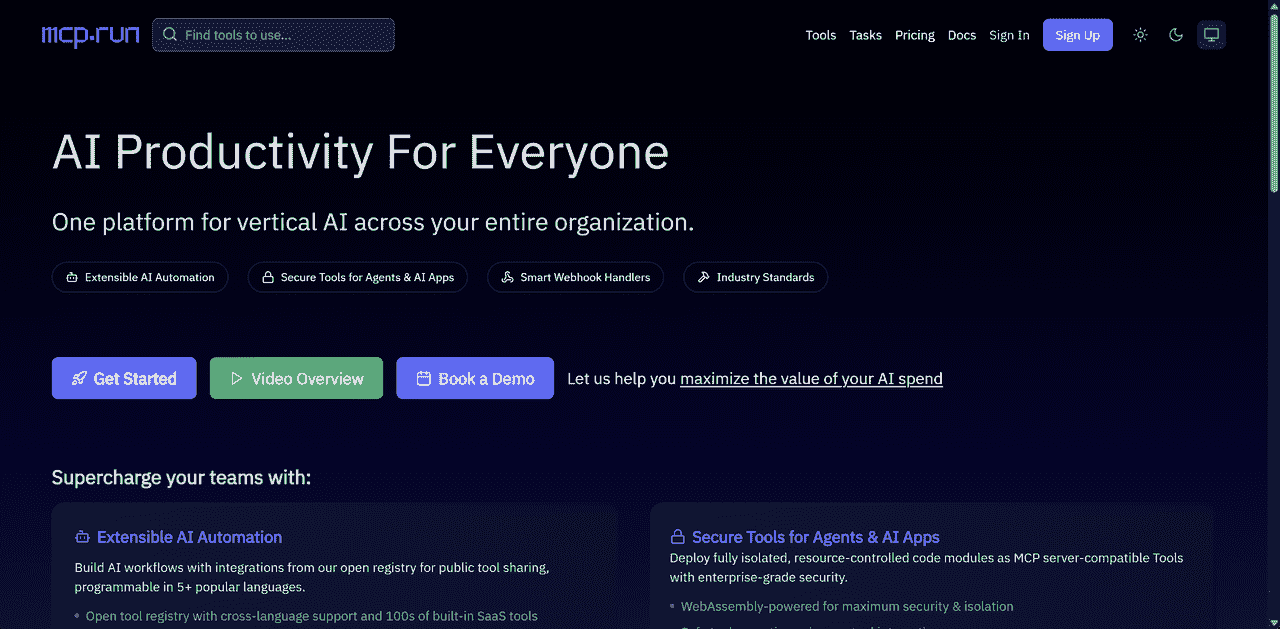 mcp.run
Find tools to use...
Tools Tasks Pricing Docs Sign In Sign Up
AI Productivity For Everyone
One platform for vertical AI across your entire organization.
Extensible AI Automation
Secure Tools for Agents & AI Apps
Smart Webhook Handlers
Industry Standards
Get Started
Video Overview
Book a Demo
Let us help you maximize the value of your AI spend
Supercharge your teams with:
Extensible AI Automation
Build AI workflows with integrations from our open registry for public tool sharing,
programmable in 5+ popular languages.
• Open tool registry with cross-language support and 100s of built-in SaaS tools
Secure Tools for Agents & AI Apps
Deploy fully isolated, resource-controlled code modules as MCP server-compatible Tools
with enterprise-grade security.
• WebAssembly-powered for maximum security & isolation